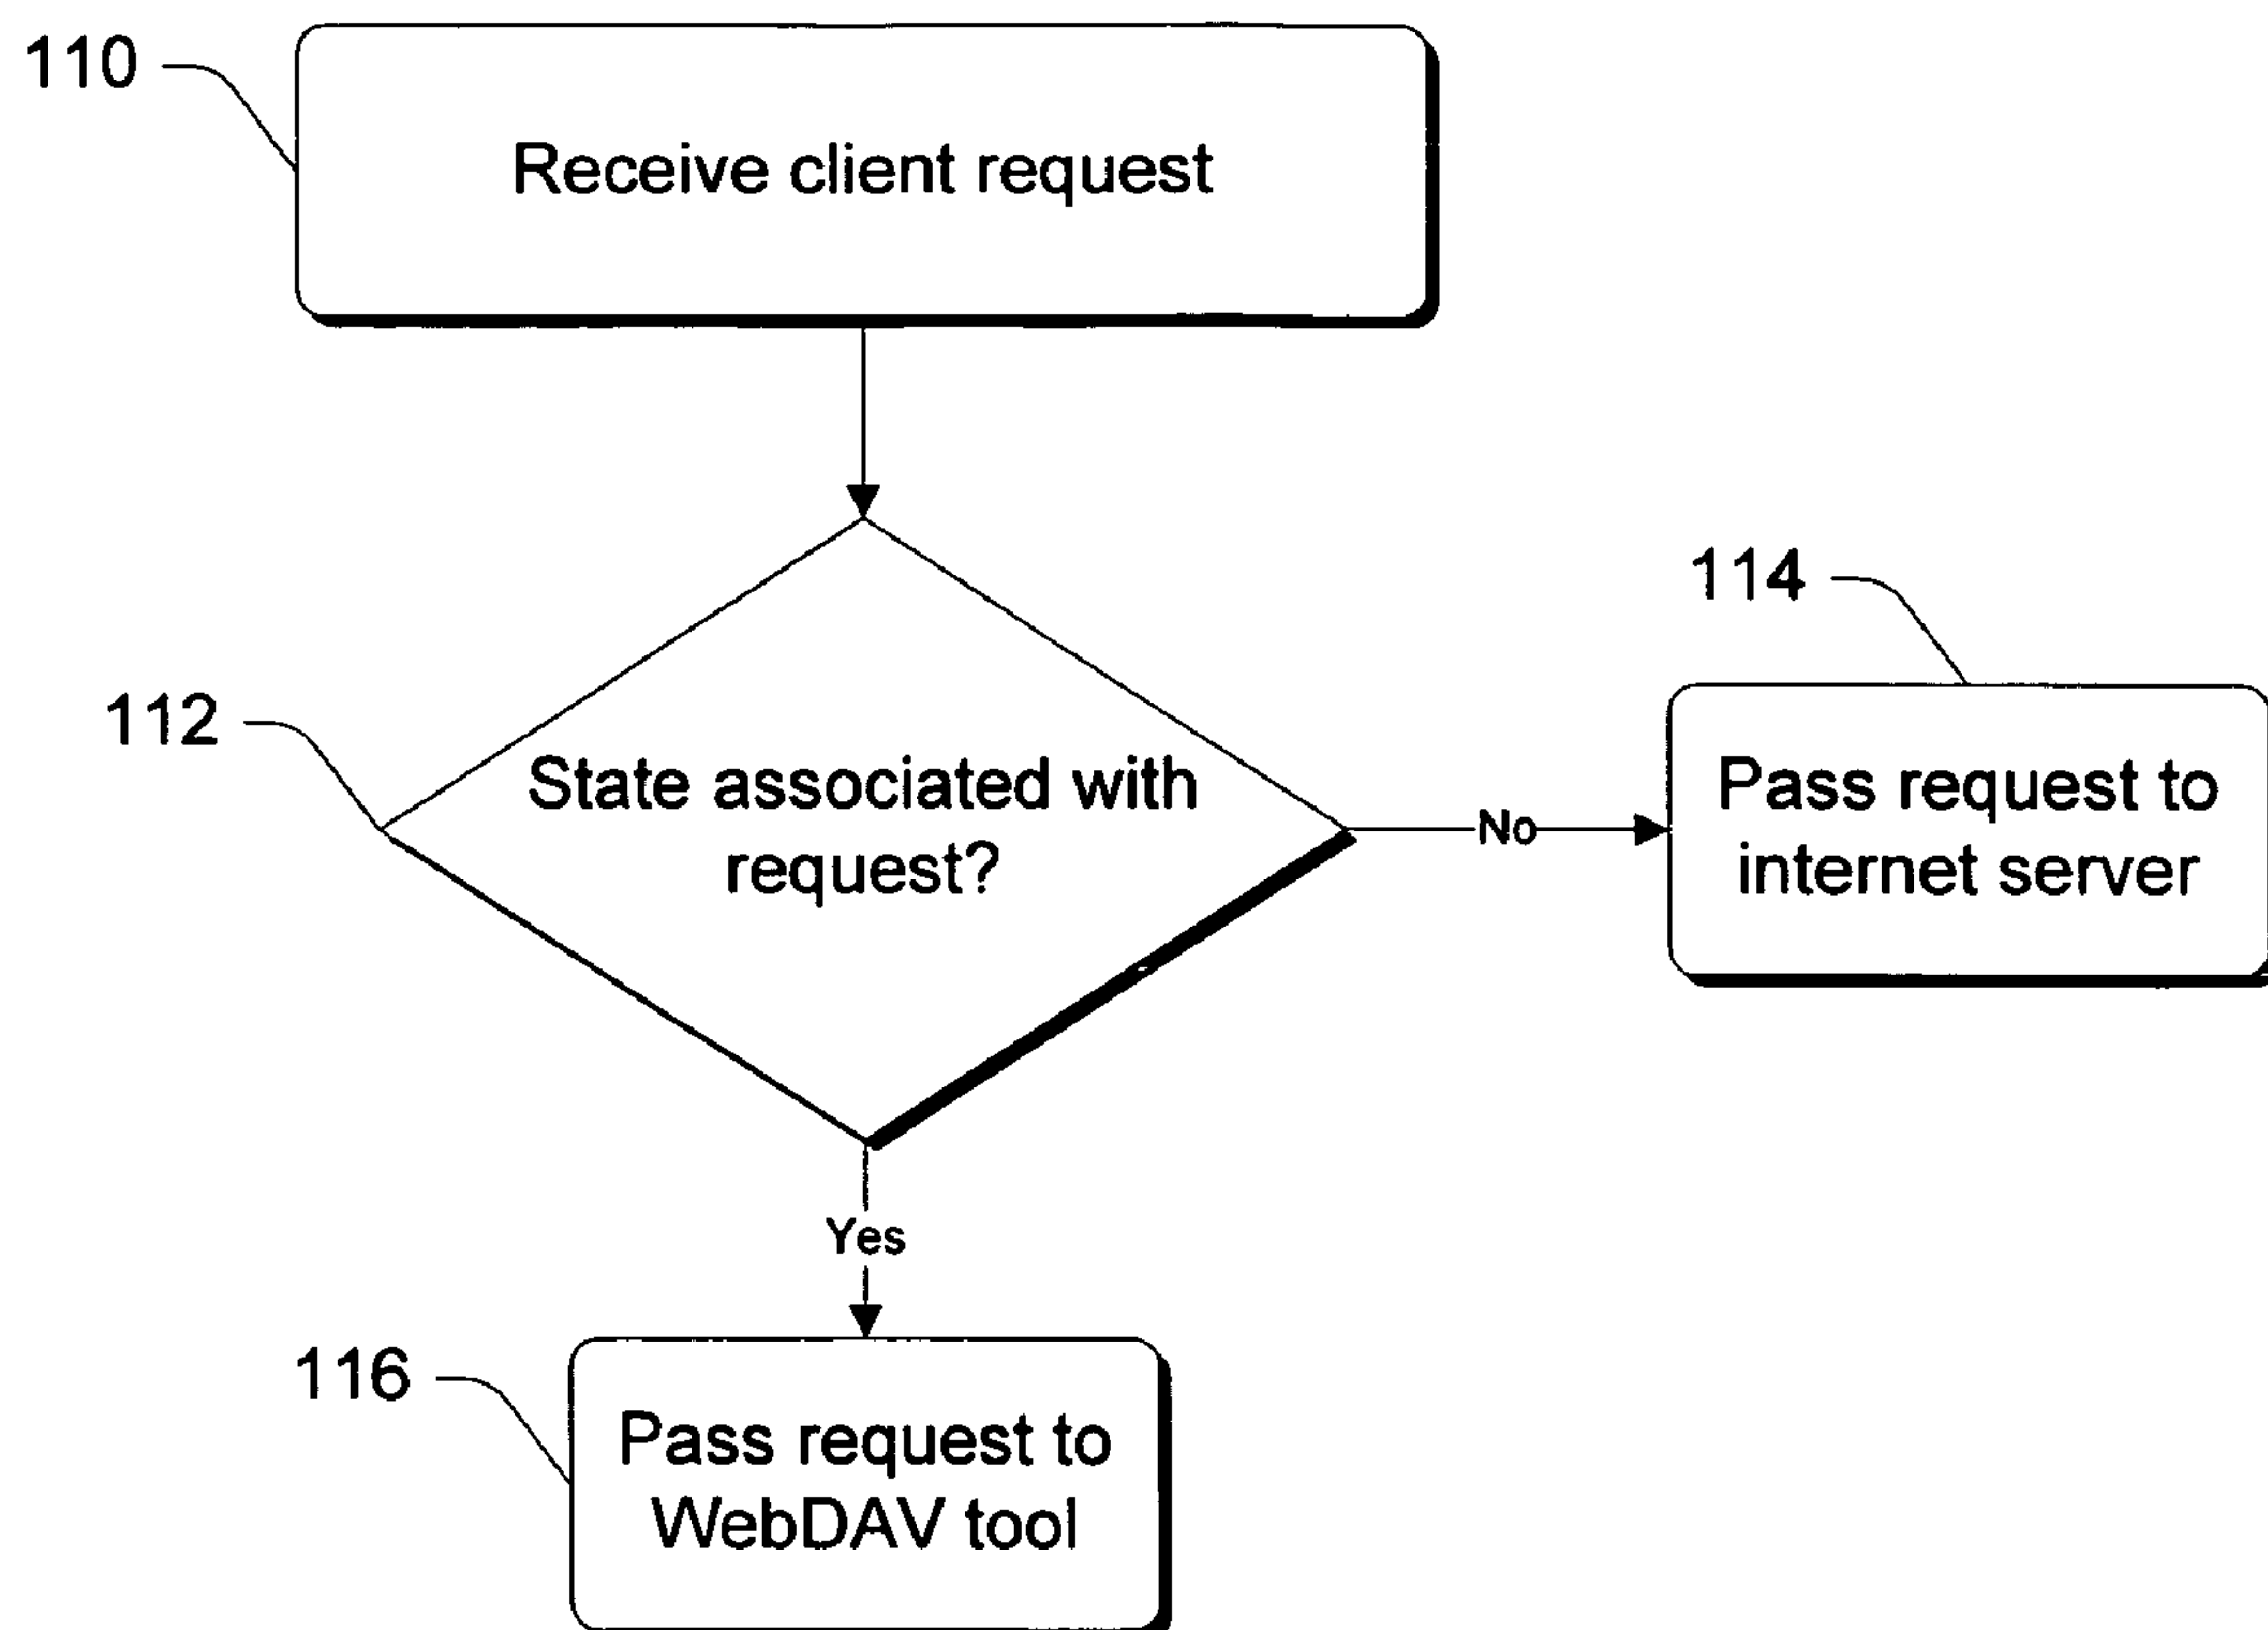 110
Receive client request
112
State associated with
request?
No
114
Pass request to
internet server
Yes
116
Pass request to
WebDAV tool